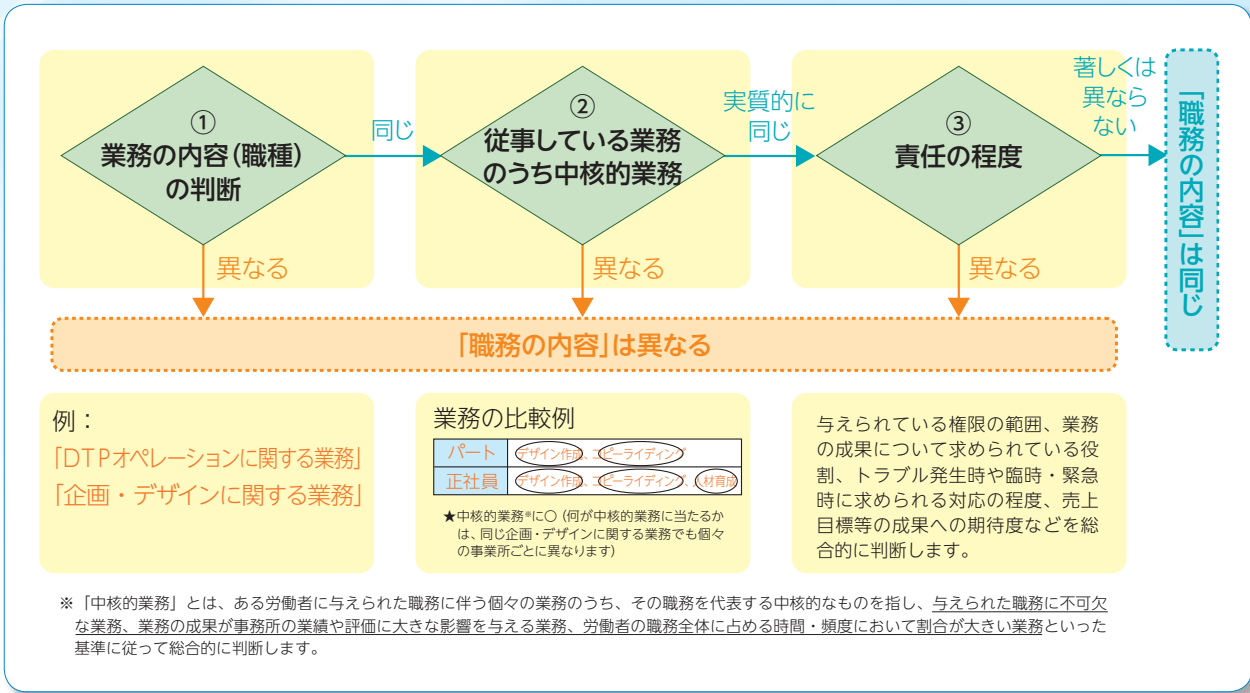 ①
業務の内容(職種)
の判断
同じ
②
従事している業務
のうち中核的業務
実質的に
同じ
③
責任の程度
著しくは
異なら
ない
「職務の内容」は同じ
異なる
異なる
異なる
「職務の内容」は異なる
例：
「DTPオペレーションに関する業務」
「企画・デザインに関する業務」
業務の比較例
パート デザイン作成、コピーライディング
正社員 デザイン作成、コピーライディング、人材育成
★中核的業務※に○（何が中核的業務に当たるか
は、同じ企画・デザインに関する業務でも個々
の事業所ごとに異なります）
与えられている権限の範囲、業務
の成果について求められている役
割、トラブル発生時や臨時・緊急
時に求められる対応の程度、売上
目標等の成果への期待度などを総
合的に判断します。
※「中核的業務」とは、ある労働者に与えられた職務に伴う個々の業務のうち、その職務を代表する中核的なものを指し、与えられた職務に不可欠
な業務、業務の成果が事務所の業績や評価に大きな影響を与える業務、労働者の職務全体に占める時間・頻度において割合が大きい業務といった
基準に従って総合的に判断します。